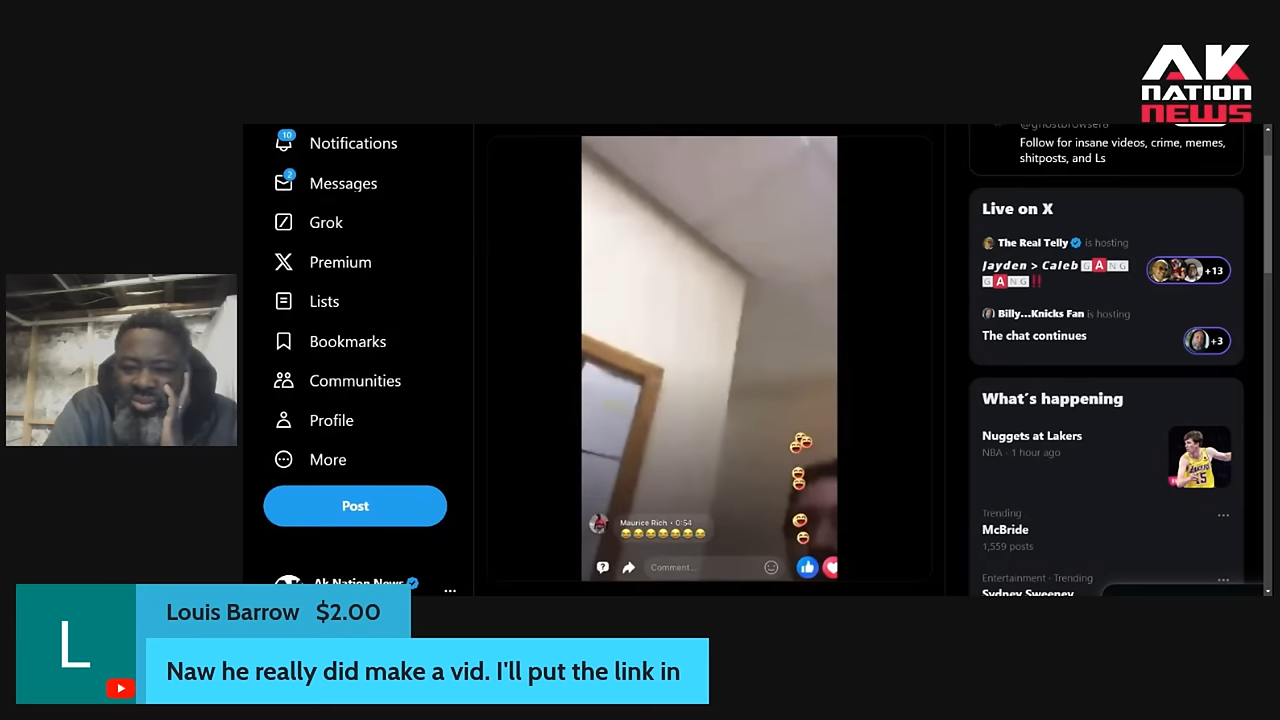 AK
NATION
NEWS
@ghostbrowser8
Follow for insane videos, crime, memes,
shitposts, and Ls
10
Notifications
2
Messages
Grok
Premium
Lists
Bookmarks
Communities
Profile
More
Post
Ak Nation News
Maurice Rich • 0:54
Comment...
Live on X
The Real Telly is hosting
Jayden > Caleb GANG
GANG‼️
+13
Billy...Knicks Fan is hosting
The chat continues
+3
What's happening
Nuggets at Lakers
NBA · 1 hour ago
Trending
McBride
1,559 posts
Entertainment · Trending
Sydney Sweeney
L
Louis Barrow $2.00
Naw he really did make a vid. I'll put the link in